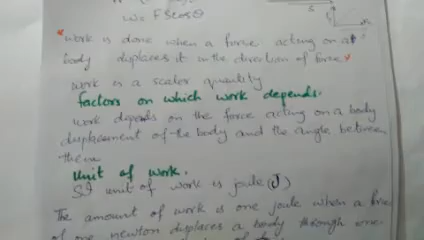 W = FS cosθ
"Work is done when a force acting on a
body displaces it in the direction of force"
work is a scalar quantity
factors on which work depends.
work depends on the force acting on a body
displacement of the body and the angle between
them
Unit of work.
SI unit of work is joule (J)
The amount of work is one joule when a force
of one newton displaces a body through one